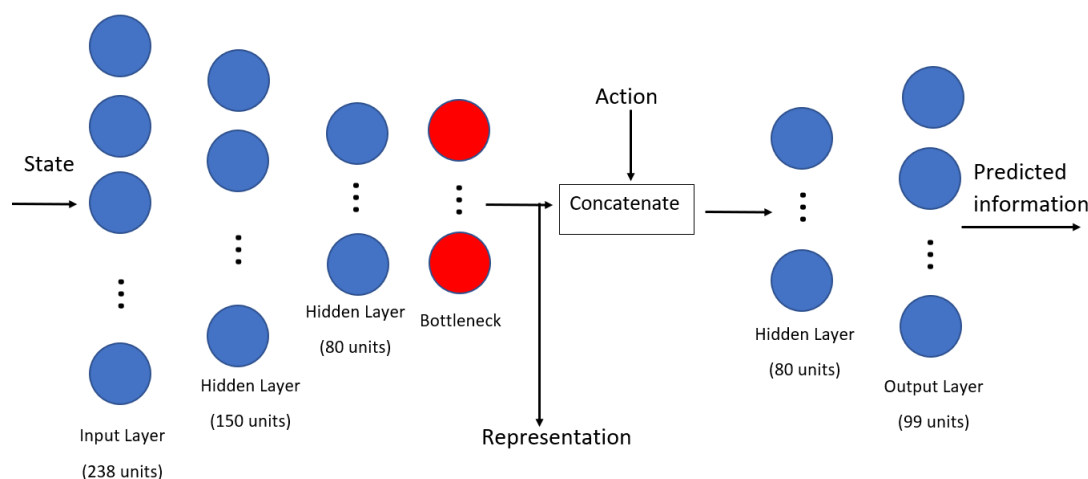 State
Input Layer
(238 units)
Hidden Layer
(150 units)
Hidden Layer
(80 units)
Bottleneck
Representation
Action
Concatenate
Hidden Layer
(80 units)
Output Layer
(99 units)
Predicted
information